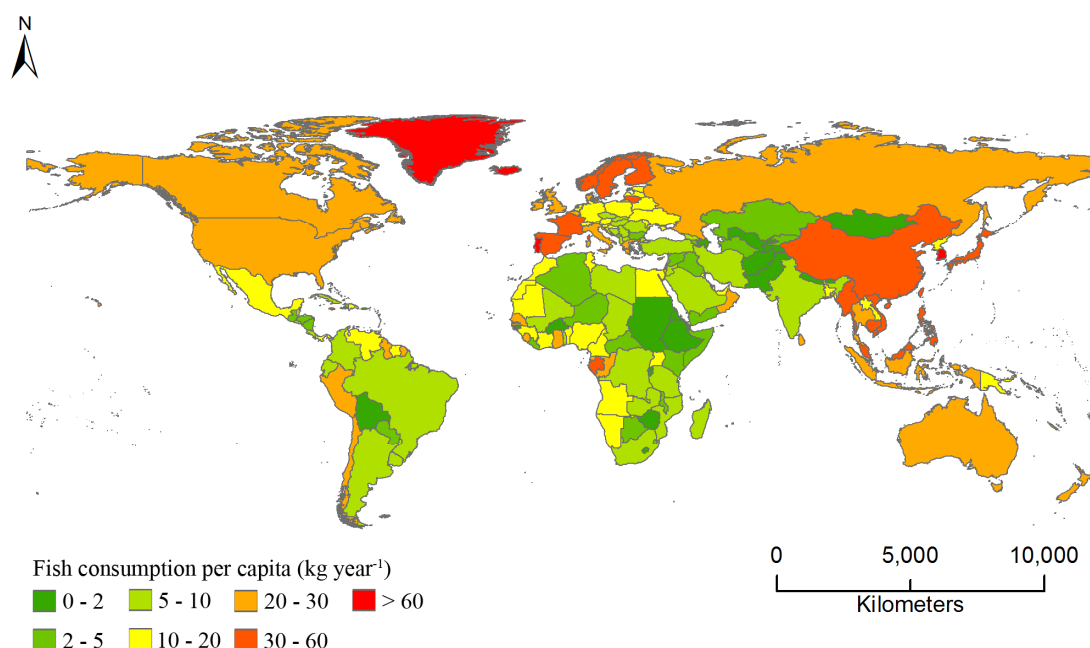 N
Fish consumption per capita (kg year-1)
0 - 2
5 - 10
20 - 30
> 60
2 - 5
10 - 20
30 - 60
0
5,000
10,000
Kilometers